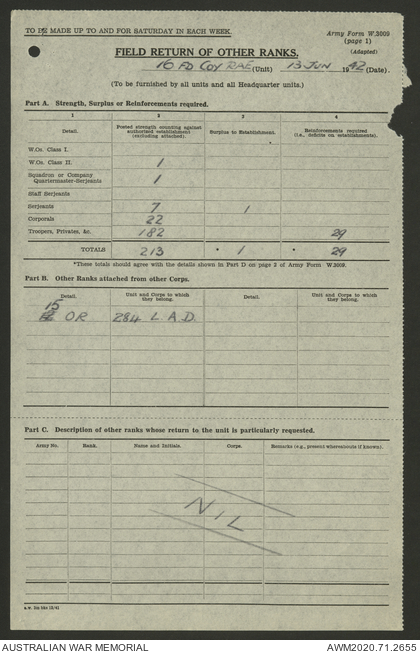 TO BE MADE UP TO AND FOR SATURDAY IN EACH WEEK.
Army Form W.3009
(page 1)
(Adapted)
FIELD RETURN OF OTHER RANKS.
16 FD COY RAE (Unit) 13 JUN 1942 (Date).
(To be furnished by all units and all Headquarter units.)
Part A. Strength, Surplus or Reinforcements required.
1 2 3 4
Detail. Posted strength counting against authorised establishment (excluding attached). Surplus to Establishment. Reinforcements required (i.e., deficits on establishments).
W.Os. Class I.
W.Os. Class II. 1
Squadron or Company
Quartermaster-Serjeants 1
Staff Serjeants
Serjeants 7 1
Corporals 22
Troopers, Privates, &c. 182 29
TOTALS 213 * 1 * 29
*These totals should agree with the details shown in Part D on page 2 of Army Form W.3009.
Part B. Other Ranks attached from other Corps.
Detail. Unit and Corps to which they belong. Detail. Unit and Corps to which they belong.
15
OR 284 L A D
Part C. Description of other ranks whose return to the unit is particularly requested.
Army No. Rank. Name and Initials. Corps. Remarks (e.g., present whereabouts if known).
NIL
AUSTRALIAN WAR MEMORIAL AWM2020.71.2655